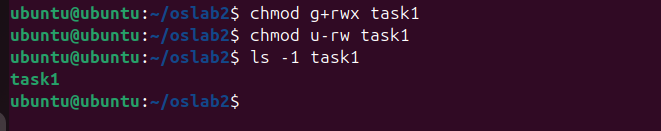 ubuntu@ubuntu:~/oslab2$ chmod g+rwx task1
ubuntu@ubuntu:~/oslab2$ chmod u-rw task1
ubuntu@ubuntu:~/oslab2$ ls -1 task1
task1
ubuntu@ubuntu:~/oslab2$